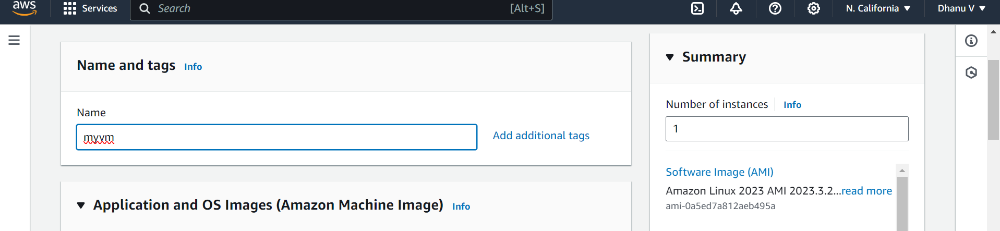 aws
Services
Search
[Alt+S]
N. California
Dhanu V
Name and tags Info
Name
myvm
Add additional tags
Application and OS Images (Amazon Machine Image) Info
Summary
Number of instances Info
1
Software Image (AMI)
Amazon Linux 2023 AMI 2023.3.2...read more
ami-0a5ed7a812aeb495a